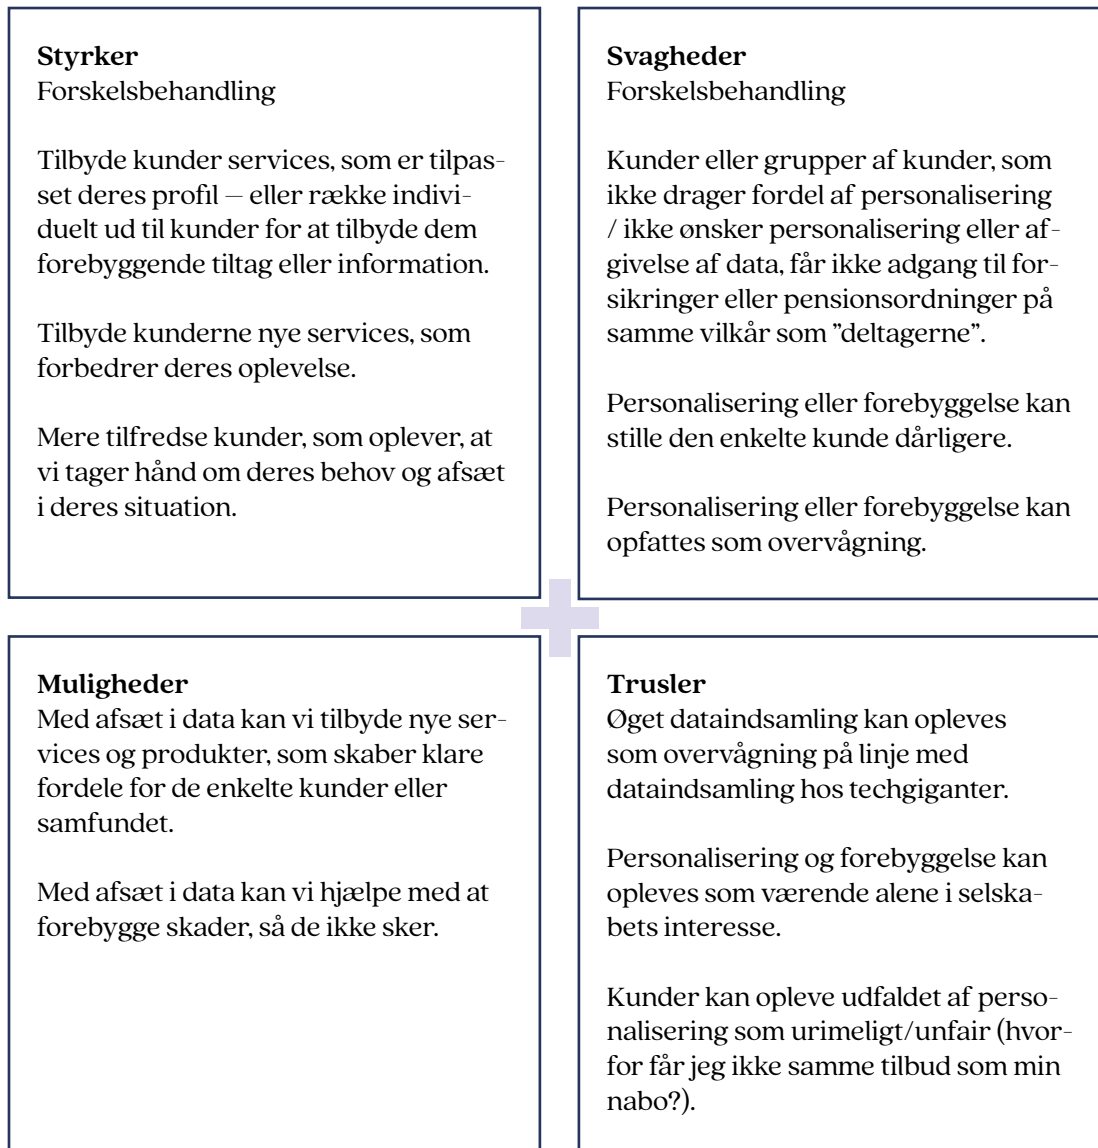 Styrker
Forskelsbehandling
Tilbyde kunder services, som er tilpas-
set deres profil – eller række indivi-
duelt ud til kunder for at tilbyde dem
forebyggende tiltag eller information.
Tilbyde kunderne nye services, som
forbedrer deres oplevelse.
Mere tilfredse kunder, som oplever, at
vi tager hånd om deres behov og afsæt
i deres situation.
Svagheder
Forskelsbehandling
Kunder eller grupper af kunder, som
ikke drager fordel af personalisering
/ ikke ønsker personalisering eller af-
givelse af data, får ikke adgang til for-
sikringer eller pensionsordninger på
samme vilkår som ”deltagerne”.
Personalisering eller forebyggelse kan
stille den enkelte kunde dårligere.
Personalisering eller forebyggelse kan
opfattes som overvågning.
Muligheder
Med afsæt i data kan vi tilbyde nye ser-
vices og produkter, som skaber klare
fordele for de enkelte kunder eller
samfundet.
Med afsæt i data kan vi hjælpe med at
forebygge skader, så de ikke sker.
Trusler
Øget dataindsamling kan opleves
som overvågning på linje med
dataindsamling hos techgiganter.
Personalisering og forebyggelse kan
opleves som værende alene i selska-
bets interesse.
Kunder kan opleve udfaldet af perso-
nalisering som urimeligt/unfair (hvor-
for får jeg ikke samme tilbud som min
nabo?).